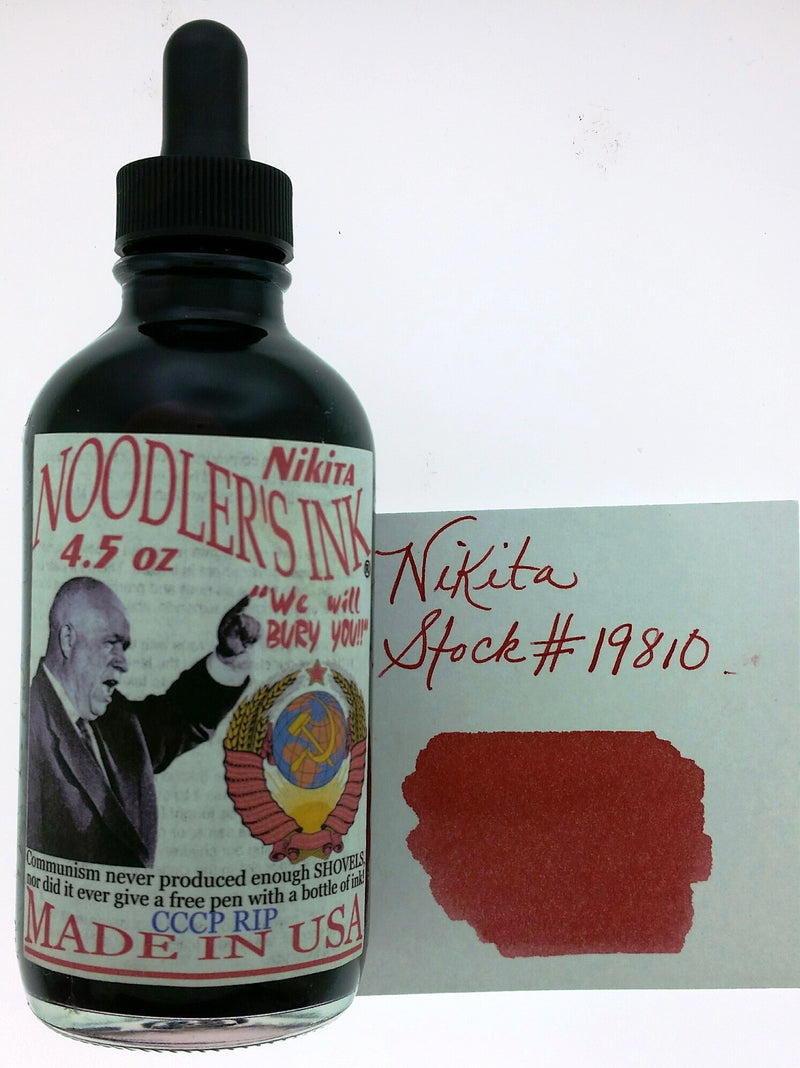 Nikita
NOODLER'S INK®
4.5 oz
"We will
BURY YOU!!"
Communism never produced enough SHOVELS,
nor did it ever give a free pen with a bottle of ink!
CCCP RIP
MADE IN USA
Nikita
Stock # 19810